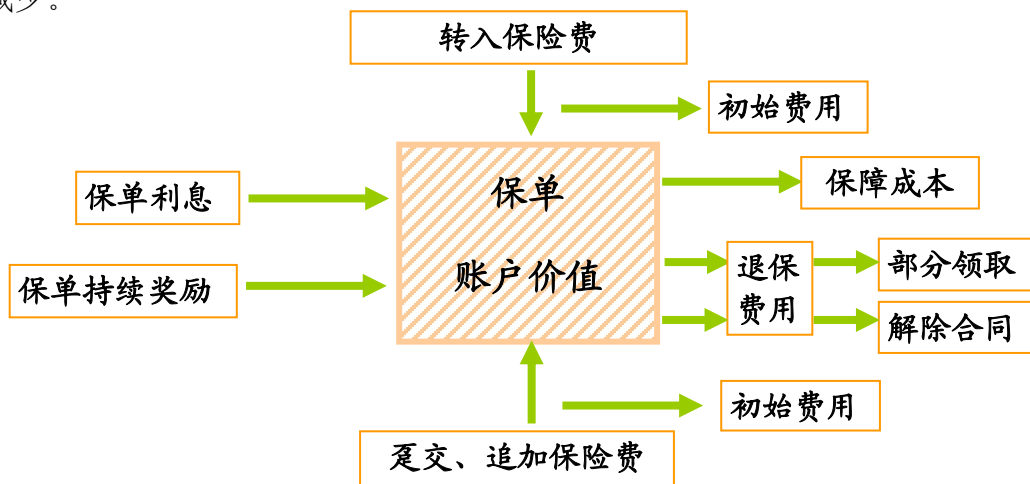 减少。
转入保险费
初始费用
保单利息
保单
保障成本
保单持续奖励
账户价值
退保
费用
部分领取
解除合同
初始费用
趸交、追加保险费